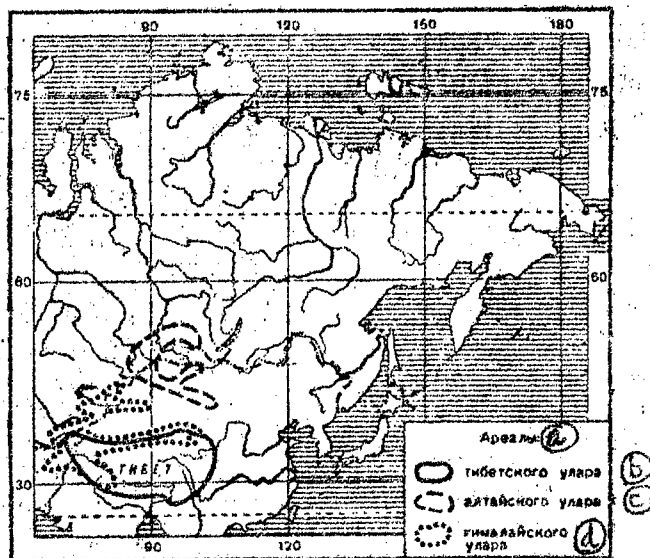 90 120 150 180
75 75
60 60
ТИБЕТ
30
90 120
Ареалы: a
тибетского улара b
алтайского улара c
гималайского улара d